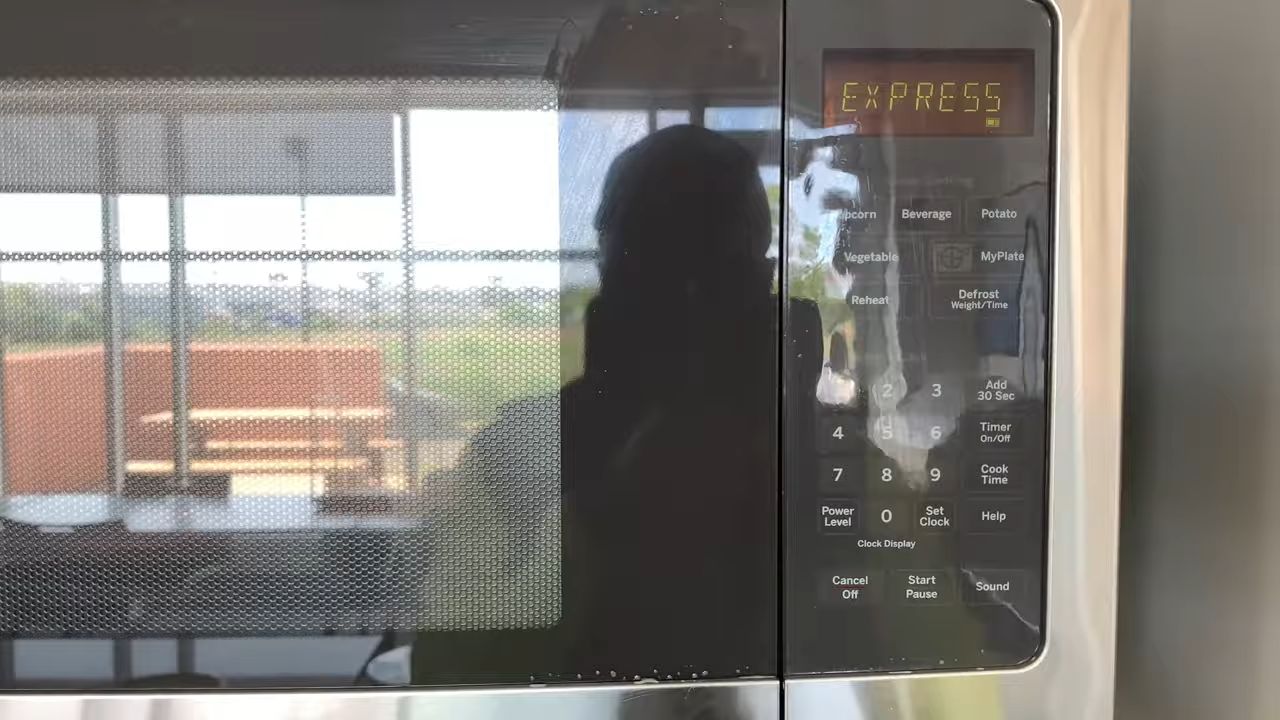 EXPRESS
Beverage Potato
Vegetable MyPlate
Reheat Defrost
Weight/Time
2 3 Add
30 Sec
4 5 6 Timer
On/Off
7 8 9 Cook
Time
Power
Level 0 Set
Clock Help
Clock Display
Cancel
Off Start
Pause Sound